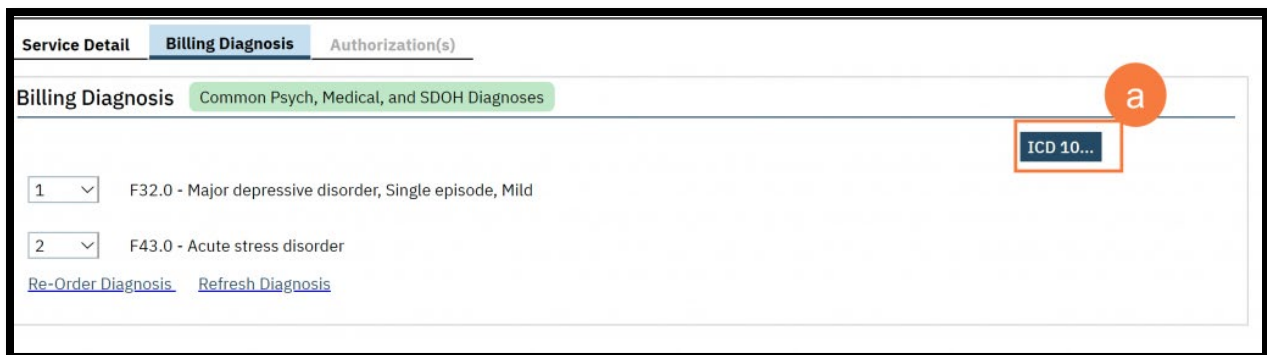 Service Detail Billing Diagnosis Authorization(s)
Billing Diagnosis Common Psych, Medical, and SDOH Diagnoses a
ICD 10...
1 F32.0 - Major depressive disorder, Single episode, Mild
2 F43.0 - Acute stress disorder
Re-Order Diagnosis Refresh Diagnosis